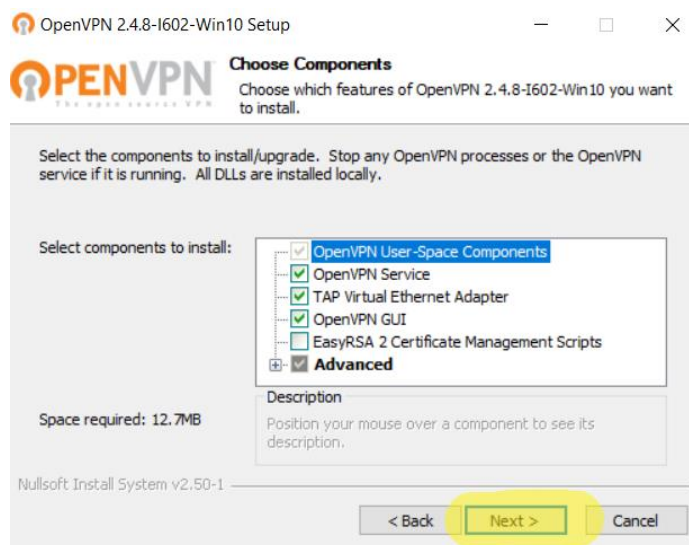 OpenVPN 2.4.8-I602-Win10 Setup
OPENVPN
The open source VPN
Choose Components
Choose which features of OpenVPN 2.4.8-I602-Win10 you want
to install.
Select the components to install/upgrade. Stop any OpenVPN processes or the OpenVPN
service if it is running. All DLLs are installed locally.
Select components to install:
OpenVPN User-Space Components
OpenVPN Service
TAP Virtual Ethernet Adapter
OpenVPN GUI
EasyRSA 2 Certificate Management Scripts
Advanced
Space required: 12.7MB
Description
Position your mouse over a component to see its
description.
Nullsoft Install System v2.50-1
< Back
Next >
Cancel